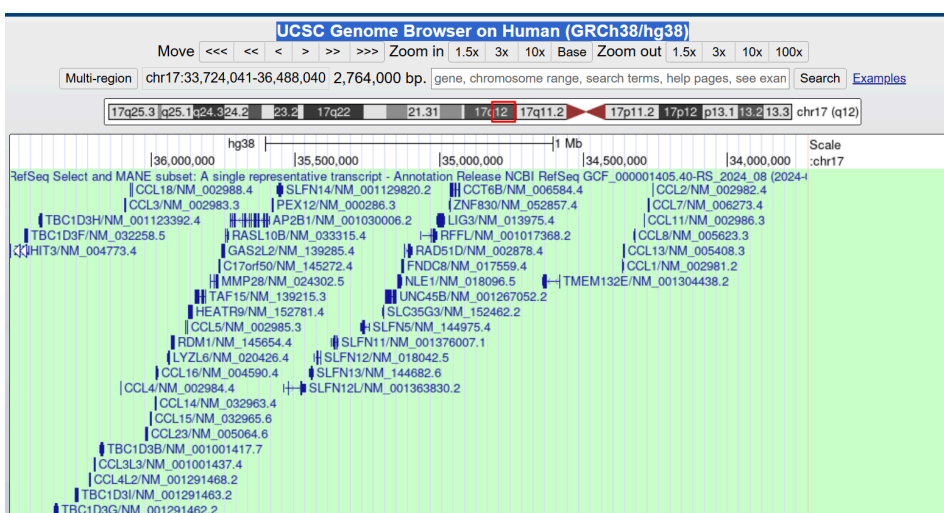 UCSC Genome Browser on Human (GRCh38/hg38)
Move <<< << < > >> >>> Zoom in 1.5x 3x 10x Base Zoom out 1.5x 3x 10x 100x
Multi-region chr17:33,724,041-36,488,040 2,764,000 bp. gene, chromosome range, search terms, help pages, see exan Search Examples
17q25.3 q25.1 q24.3 24.2 23.2 17q22 21.31 17q12 17q11.2 17p11.2 17p12 p13.1 13.2 13.3 chr17 (q12)
hg38 1 Mb Scale
36,000,000 35,500,000 35,000,000 34,500,000 34,000,000 :chr17
RefSeq Select and MANE subset: A single representative transcript - Annotation Release NCBI RefSeq GCF_000001405.40-RS_2024_08 (2024-
CCL18/NM_002988.4 SLFN14/NM_001129820.2 CCT6B/NM_006584.4 CCL2/NM_002982.4
CCL3/NM_002983.3 PEX12/NM_000286.3 ZNF830/NM_052857.4 CCL7/NM_006273.4
TBC1D3H/NM_001123392.4 AP2B1/NM_001030006.2 LIG3/NM_013975.4 CCL11/NM_002986.3
TBC1D3F/NM_032258.5 RASL10B/NM_033315.4 RFFL/NM_001017368.2 CCL8/NM_005623.3
HIT3/NM_004773.4 GAS2L2/NM_139285.4 RAD51D/NM_002878.4 CCL13/NM_005408.3
C17orf50/NM_145272.4 FNDC8/NM_017559.4 CCL1/NM_002981.2
MMP28/NM_024302.5 NLE1/NM_018096.5 TMEM132E/NM_001304438.2
TAF15/NM_139215.3 UNC45B/NM_001267052.2
HEATR9/NM_152781.4 SLC35G3/NM_152462.2
CCL5/NM_002985.3 SLFN5/NM_144975.4
RDM1/NM_145654.4 SLFN11/NM_001376007.1
LYZL6/NM_020426.4 SLFN12/NM_018042.5
CCL16/NM_004590.4 SLFN13/NM_144682.6
CCL4/NM_002984.4 SLFN12L/NM_001363830.2
CCL14/NM_032963.4
CCL15/NM_032965.6
CCL23/NM_005064.6
TBC1D3B/NM_001001417.7
CCL3L3/NM_001001437.4
CCL4L2/NM_001291468.2
TBC1D3I/NM_001291463.2
TBC1D3G/NM_001291462.2